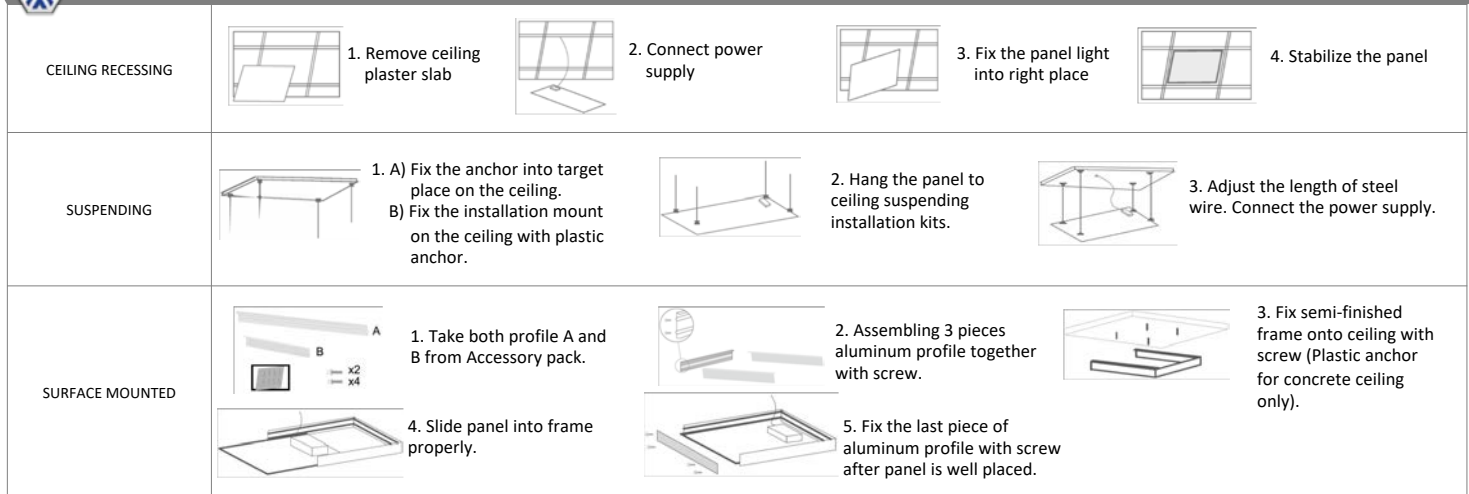 CEILING RECESSING
1. Remove ceiling
plaster slab
2. Connect power
supply
3. Fix the panel light
into right place
4. Stabilize the panel
SUSPENDING
1. A) Fix the anchor into target
place on the ceiling.
B) Fix the installation mount
on the ceiling with plastic
anchor.
2. Hang the panel to
ceiling suspending
installation kits.
3. Adjust the length of steel
wire. Connect the power supply.
SURFACE MOUNTED
A
B
x2
x4
1. Take both profile A and
B from Accessory pack.
2. Assembling 3 pieces
aluminum profile together
with screw.
3. Fix semi-finished
frame onto ceiling with
screw (Plastic anchor
for concrete ceiling
only).
4. Slide panel into frame
properly.
5. Fix the last piece of
aluminum profile with screw
after panel is well placed.